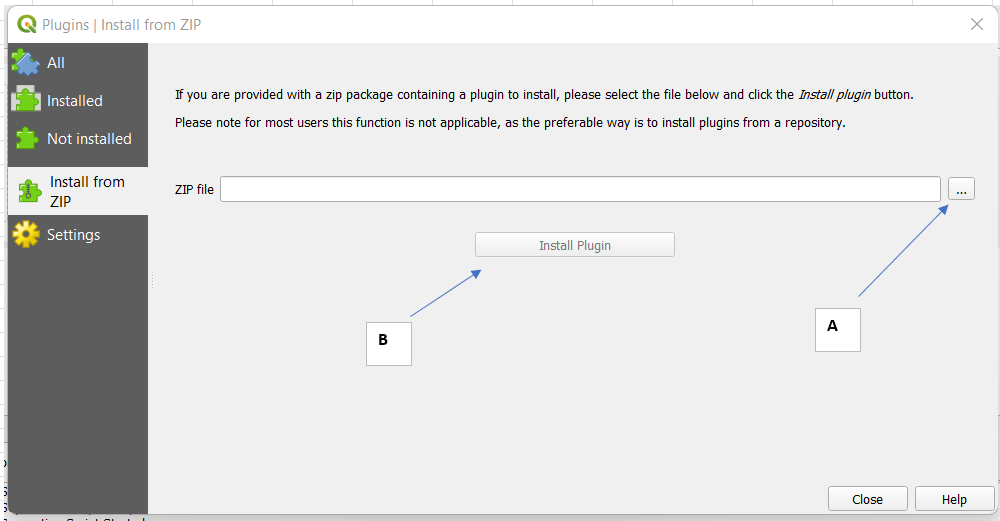 Plugins | Install from ZIP
All
Installed
Not installed
Install from
ZIP
Settings
If you are provided with a zip package containing a plugin to install, please select the file below and click the Install plugin button.
Please note for most users this function is not applicable, as the preferable way is to install plugins from a repository.
ZIP file
...
Install Plugin
B
A
Close
Help